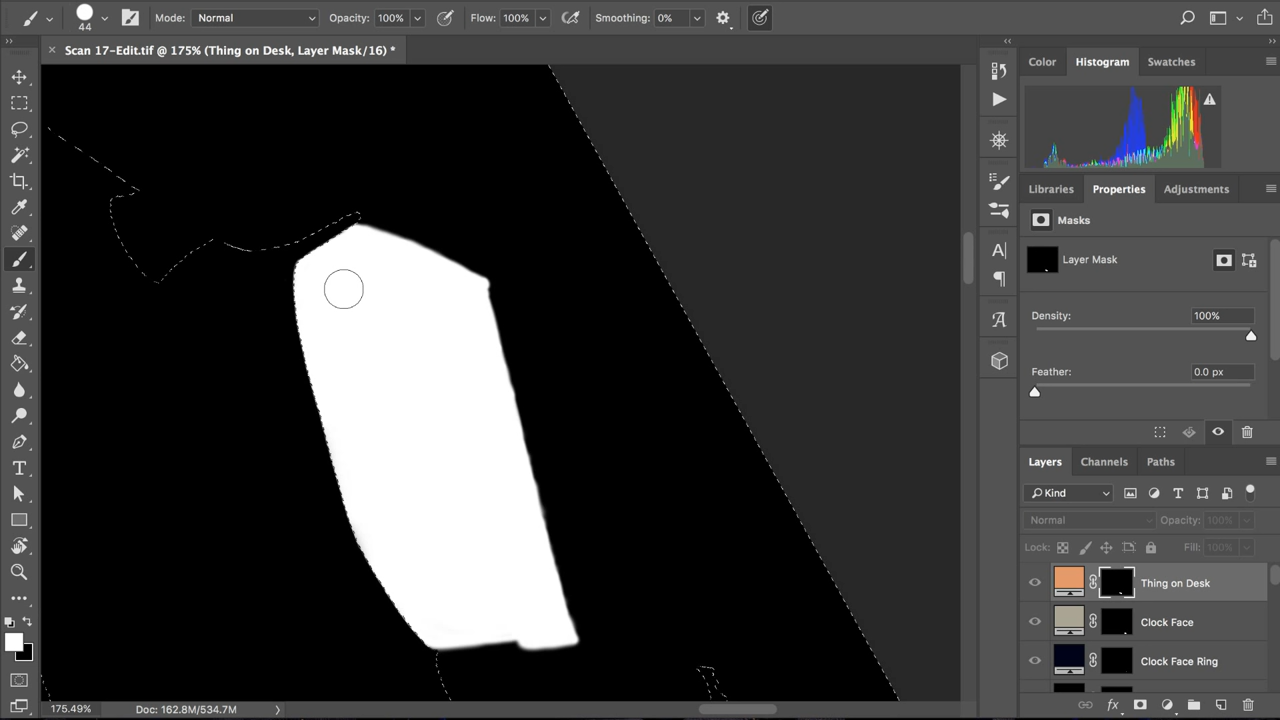 44
Mode: Normal
Opacity: 100%
Flow: 100%
Smoothing: 0%
Scan 17-Edit.tif @ 175% (Thing on Desk, Layer Mask/16) *
Color
Histogram
Swatches
Libraries
Properties
Adjustments
Masks
Layer Mask
Density: 100%
Feather: 0.0 px
Layers
Channels
Paths
Kind
Normal
Opacity: 100%
Lock:
Fill: 100%
Thing on Desk
Clock Face
Clock Face Ring
175.49%
Doc: 162.8M/534.7M